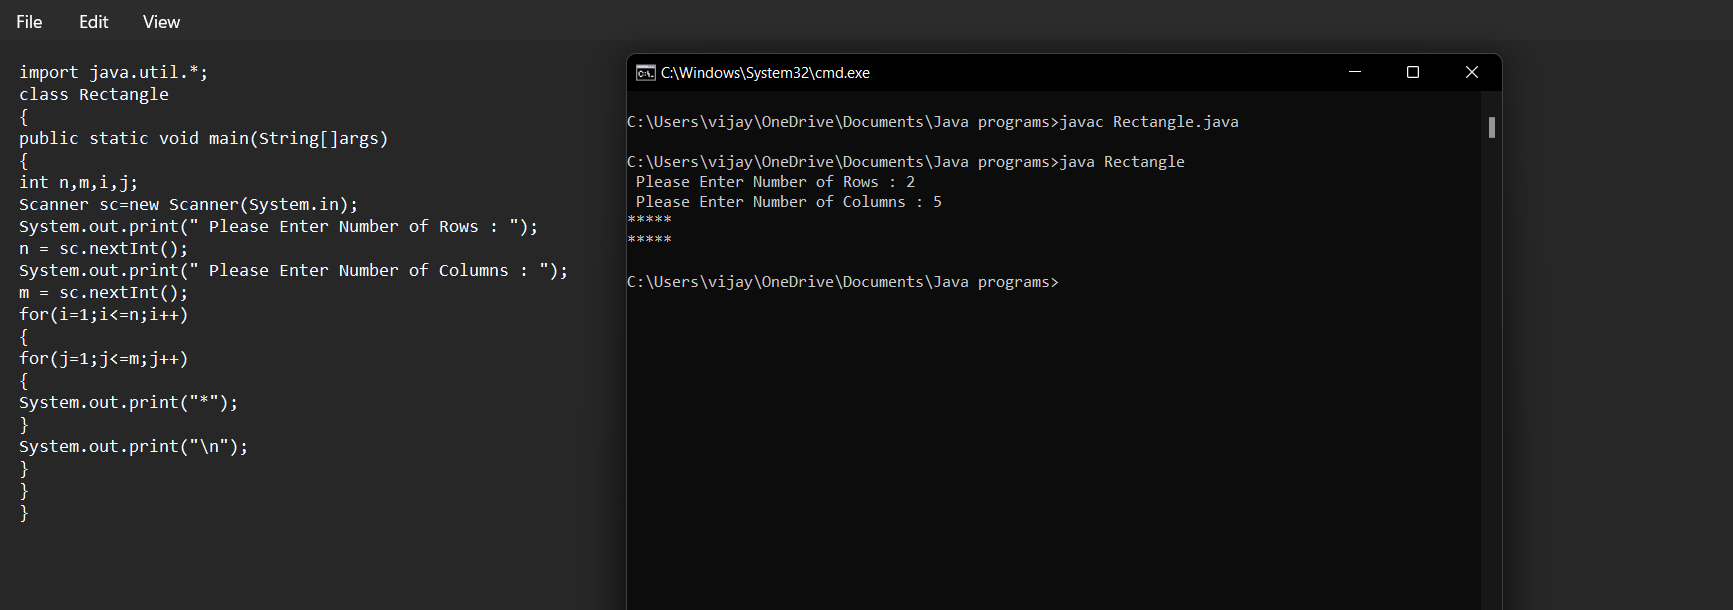 File Edit View
import java.util.*;
class Rectangle
{
public static void main(String[]args)
{
int n,m,i,j;
Scanner sc=new Scanner(System.in);
System.out.print(" Please Enter Number of Rows : ");
n = sc.nextInt();
System.out.print(" Please Enter Number of Columns : ");
m = sc.nextInt();
for(i=1;i<=n;i++)
{
for(j=1;j<=m;j++)
{
System.out.print("*");
}
System.out.print("\n");
}
}
}
C:\Windows\System32\cmd.exe
C:\Users\vijay\OneDrive\Documents\Java programs>javac Rectangle.java
C:\Users\vijay\OneDrive\Documents\Java programs>java Rectangle
 Please Enter Number of Rows : 2
 Please Enter Number of Columns : 5
*****
*****
C:\Users\vijay\OneDrive\Documents\Java programs>